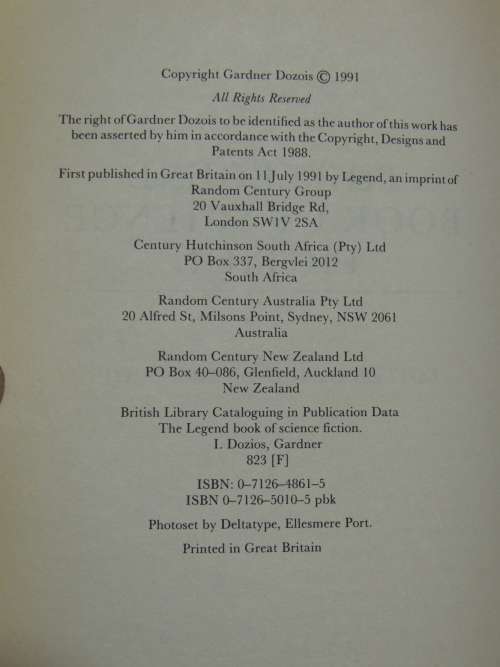 Copyright Gardner Dozois © 1991
All Rights Reserved
The right of Gardner Dozois to be identified as the author of this work has
been asserted by him in accordance with the Copyright, Designs and
Patents Act 1988.
First published in Great Britain on 11 July 1991 by Legend, an imprint of
Random Century Group
20 Vauxhall Bridge Rd,
London SW1V 2SA
Century Hutchinson South Africa (Pty) Ltd
PO Box 337, Bergvlei 2012
South Africa
Random Century Australia Pty Ltd
20 Alfred St, Milsons Point, Sydney, NSW 2061
Australia
Random Century New Zealand Ltd
PO Box 40–086, Glenfield, Auckland 10
New Zealand
British Library Cataloguing in Publication Data
The Legend book of science fiction.
I. Dozios, Gardner
823 [F]
ISBN: 0–7126–4861–5
ISBN 0–7126–5010–5 pbk
Photoset by Deltatype, Ellesmere Port.
Printed in Great Britain